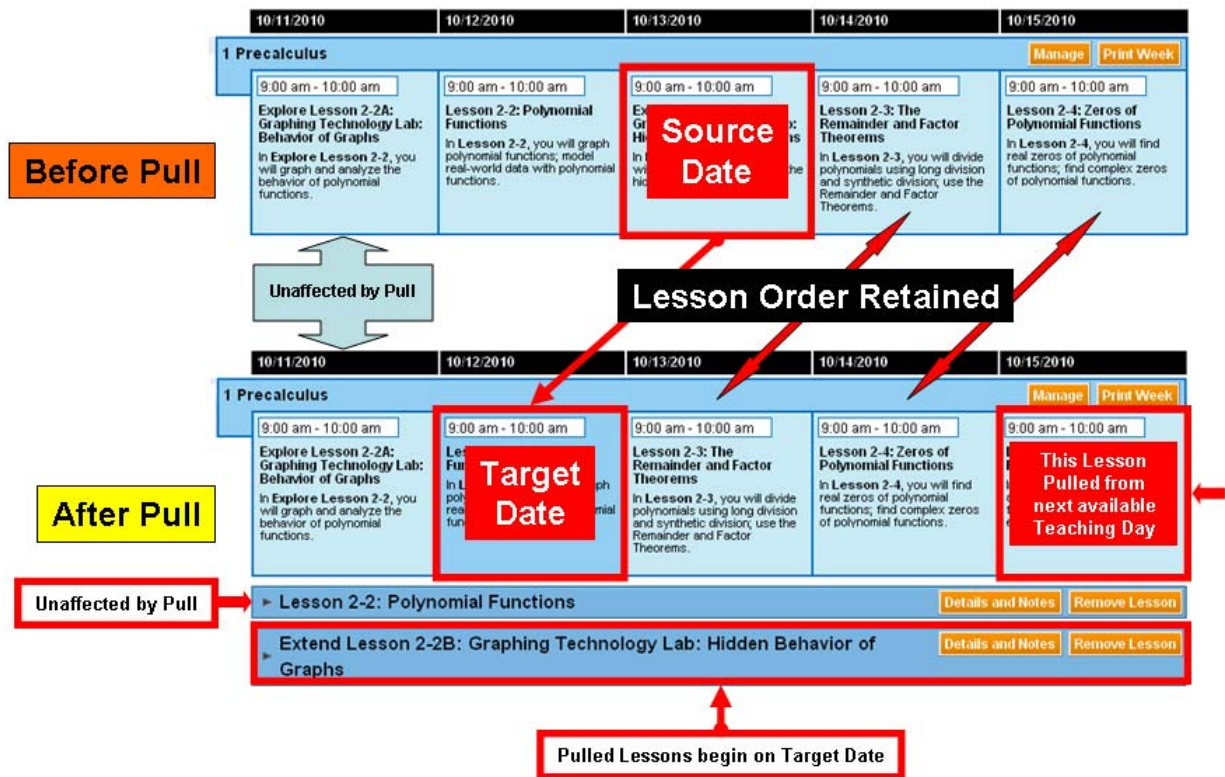 10/11/2010 10/12/2010 10/13/2010 10/14/2010 10/15/2010
1 Precalculus Manage Print Week
Before Pull
9:00 am - 10:00 am
Explore Lesson 2-2A:
Graphing Technology Lab:
Behavior of Graphs
In Explore Lesson 2-2, you
will graph and analyze the
behavior of polynomial
functions.
9:00 am - 10:00 am
Lesson 2-2: Polynomial
Functions
In Lesson 2-2, you will graph
polynomial functions; model
real-world data with polynomial
functions.
9:00 am - 10:00 am
Source
Date
9:00 am - 10:00 am
Lesson 2-3: The
Remainder and Factor
Theorems
In Lesson 2-3, you will divide
polynomials using long division
and synthetic division; use the
Remainder and Factor
Theorems.
9:00 am - 10:00 am
Lesson 2-4: Zeros of
Polynomial Functions
In Lesson 2-4, you will find
real zeros of polynomial
functions; find complex zeros
of polynomial functions.
Unaffected by Pull
Lesson Order Retained
10/11/2010 10/12/2010 10/13/2010 10/14/2010 10/15/2010
1 Precalculus Manage Print Week
After Pull
9:00 am - 10:00 am
Explore Lesson 2-2A:
Graphing Technology Lab:
Behavior of Graphs
In Explore Lesson 2-2, you
will graph and analyze the
behavior of polynomial
functions.
9:00 am - 10:00 am
Target
Date
9:00 am - 10:00 am
Lesson 2-3: The
Remainder and Factor
Theorems
In Lesson 2-3, you will divide
polynomials using long division
and synthetic division; use the
Remainder and Factor
Theorems.
9:00 am - 10:00 am
Lesson 2-4: Zeros of
Polynomial Functions
In Lesson 2-4, you will find
real zeros of polynomial
functions; find complex zeros
of polynomial functions.
9:00 am - 10:00 am
This Lesson
Pulled from
next available
Teaching Day
Unaffected by Pull
Lesson 2-2: Polynomial Functions Details and Notes Remove Lesson
Extend Lesson 2-2B: Graphing Technology Lab: Hidden Behavior of
Graphs Details and Notes Remove Lesson
Pulled Lessons begin on Target Date